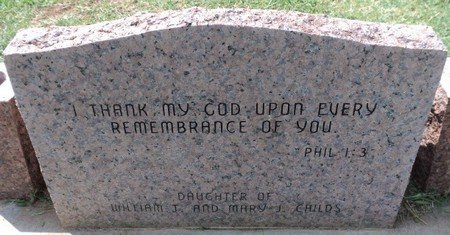 I THANK MY GOD UPON EVERY
REMEMBRANCE OF YOU.
PHIL 1:3
DAUGHTER OF
WILLIAM T. AND MARY J. CHILDS